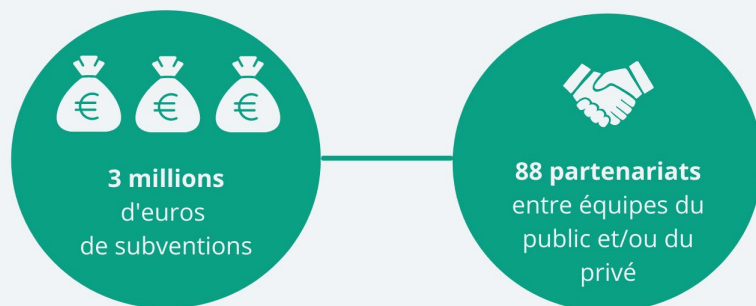 € € €
3 millions
d'euros
de subventions
88 partenariats
entre équipes du
public et/ou du
privé